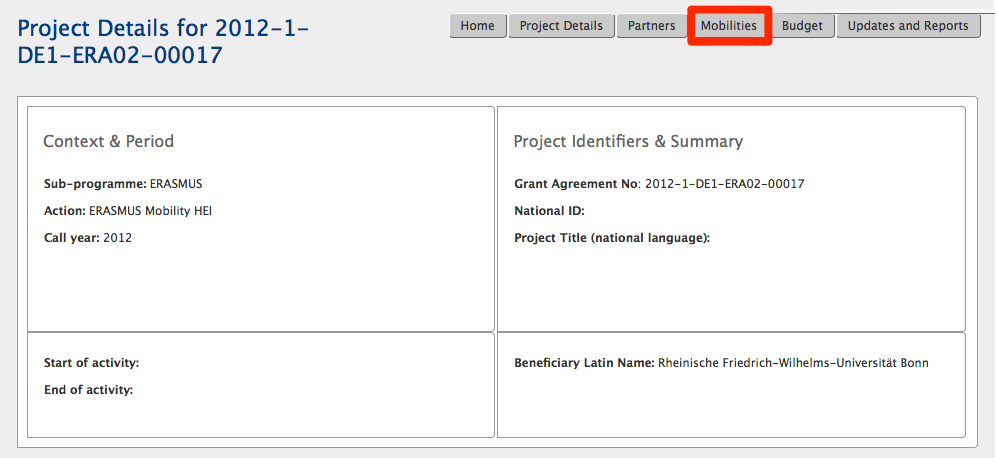 Project Details for 2012-1-
DE1-ERA02-00017
Home Project Details Partners Mobilities Budget Updates and Reports
Context & Period
Sub-programme: ERASMUS
Action: ERASMUS Mobility HEI
Call year: 2012
Project Identifiers & Summary
Grant Agreement No: 2012-1-DE1-ERA02-00017
National ID:
Project Title (national language):
Start of activity:
End of activity:
Beneficiary Latin Name: Rheinische Friedrich-Wilhelms-Universität Bonn